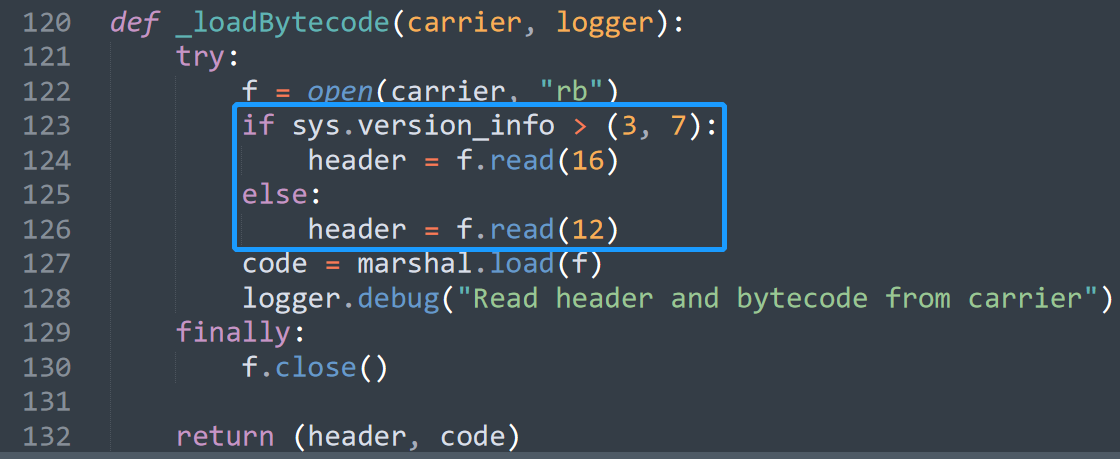 120 def _loadBytecode(carrier, logger):
121     try:
122         f = open(carrier, "rb")
123         if sys.version_info > (3, 7):
124             header = f.read(16)
125         else:
126             header = f.read(12)
127         code = marshal.load(f)
128         logger.debug("Read header and bytecode from carrier")
129     finally:
130         f.close()
131
132     return (header, code)